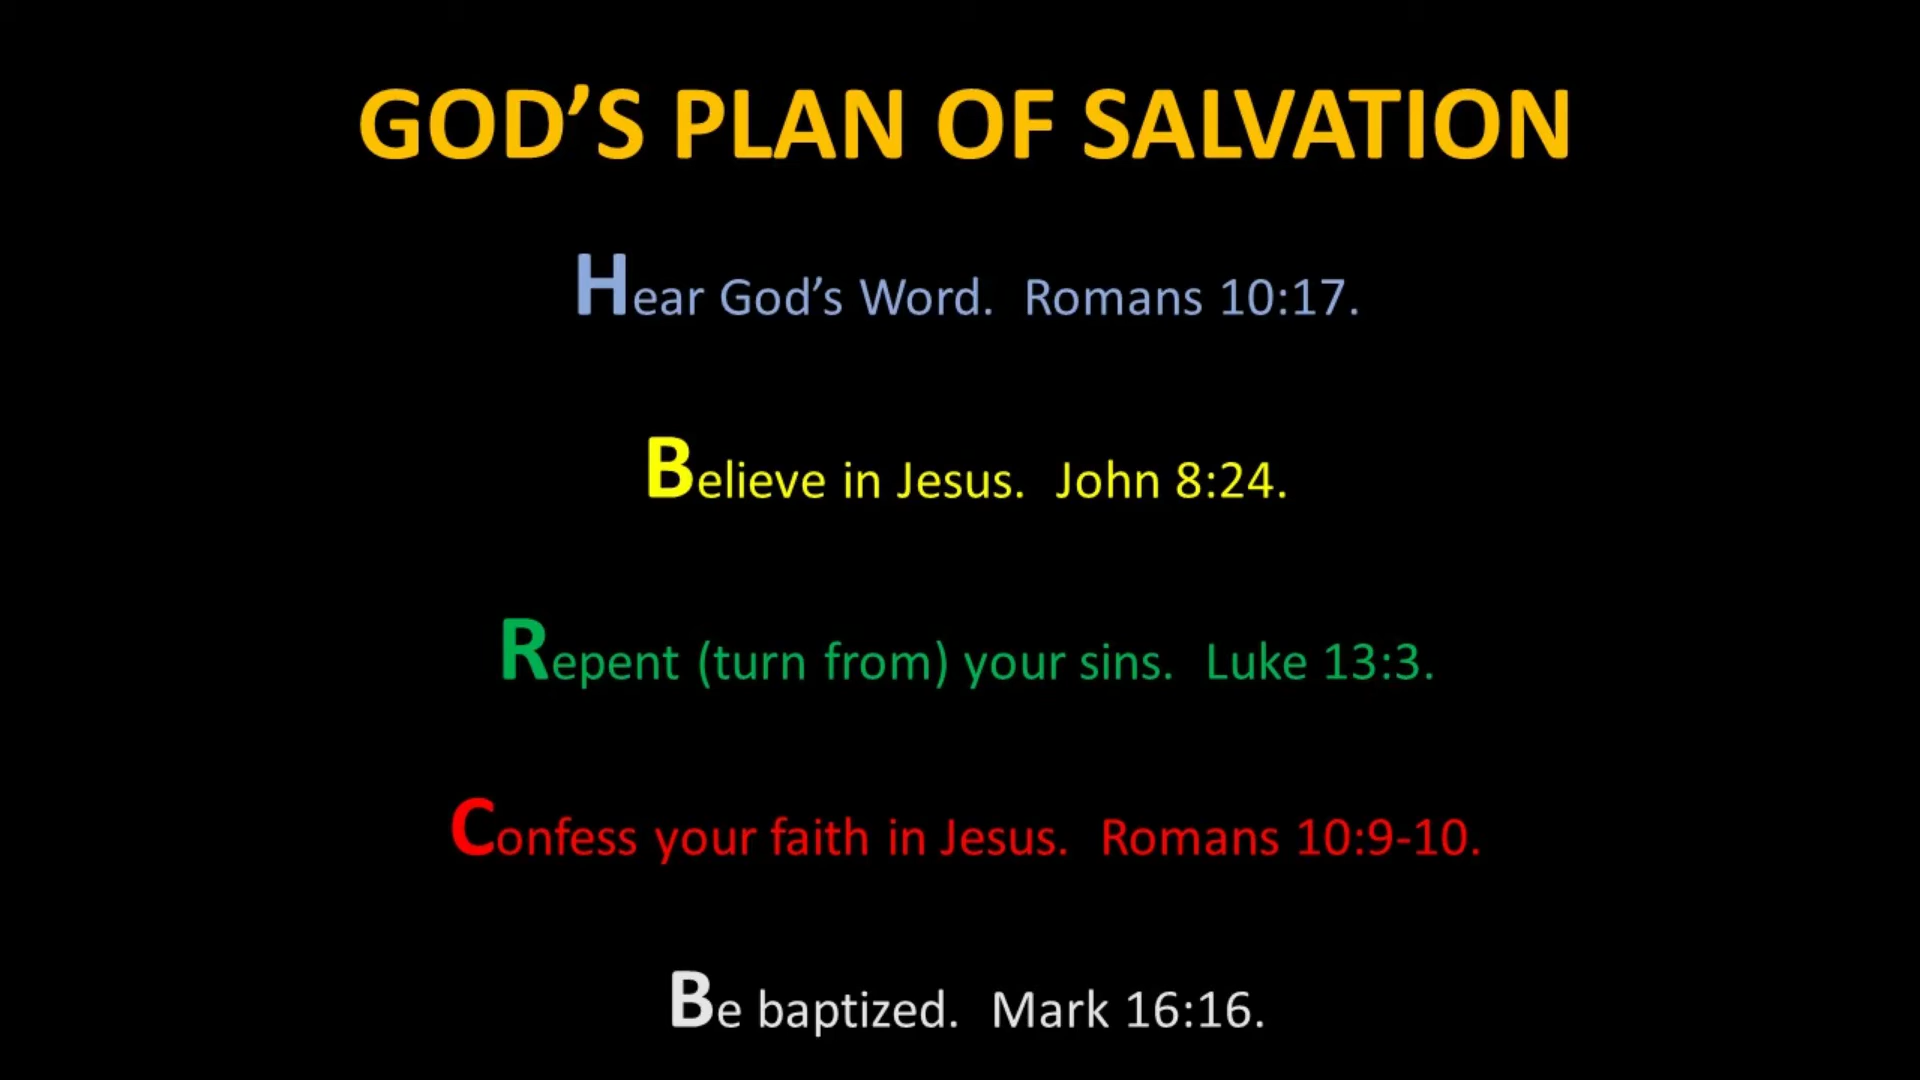 GOD’S PLAN OF SALVATION
Hear God’s Word.  Romans 10:17.
Believe in Jesus.  John 8:24.
Repent (turn from) your sins.  Luke 13:3.
Confess your faith in Jesus.  Romans 10:9-10.
Be baptized.  Mark 16:16.